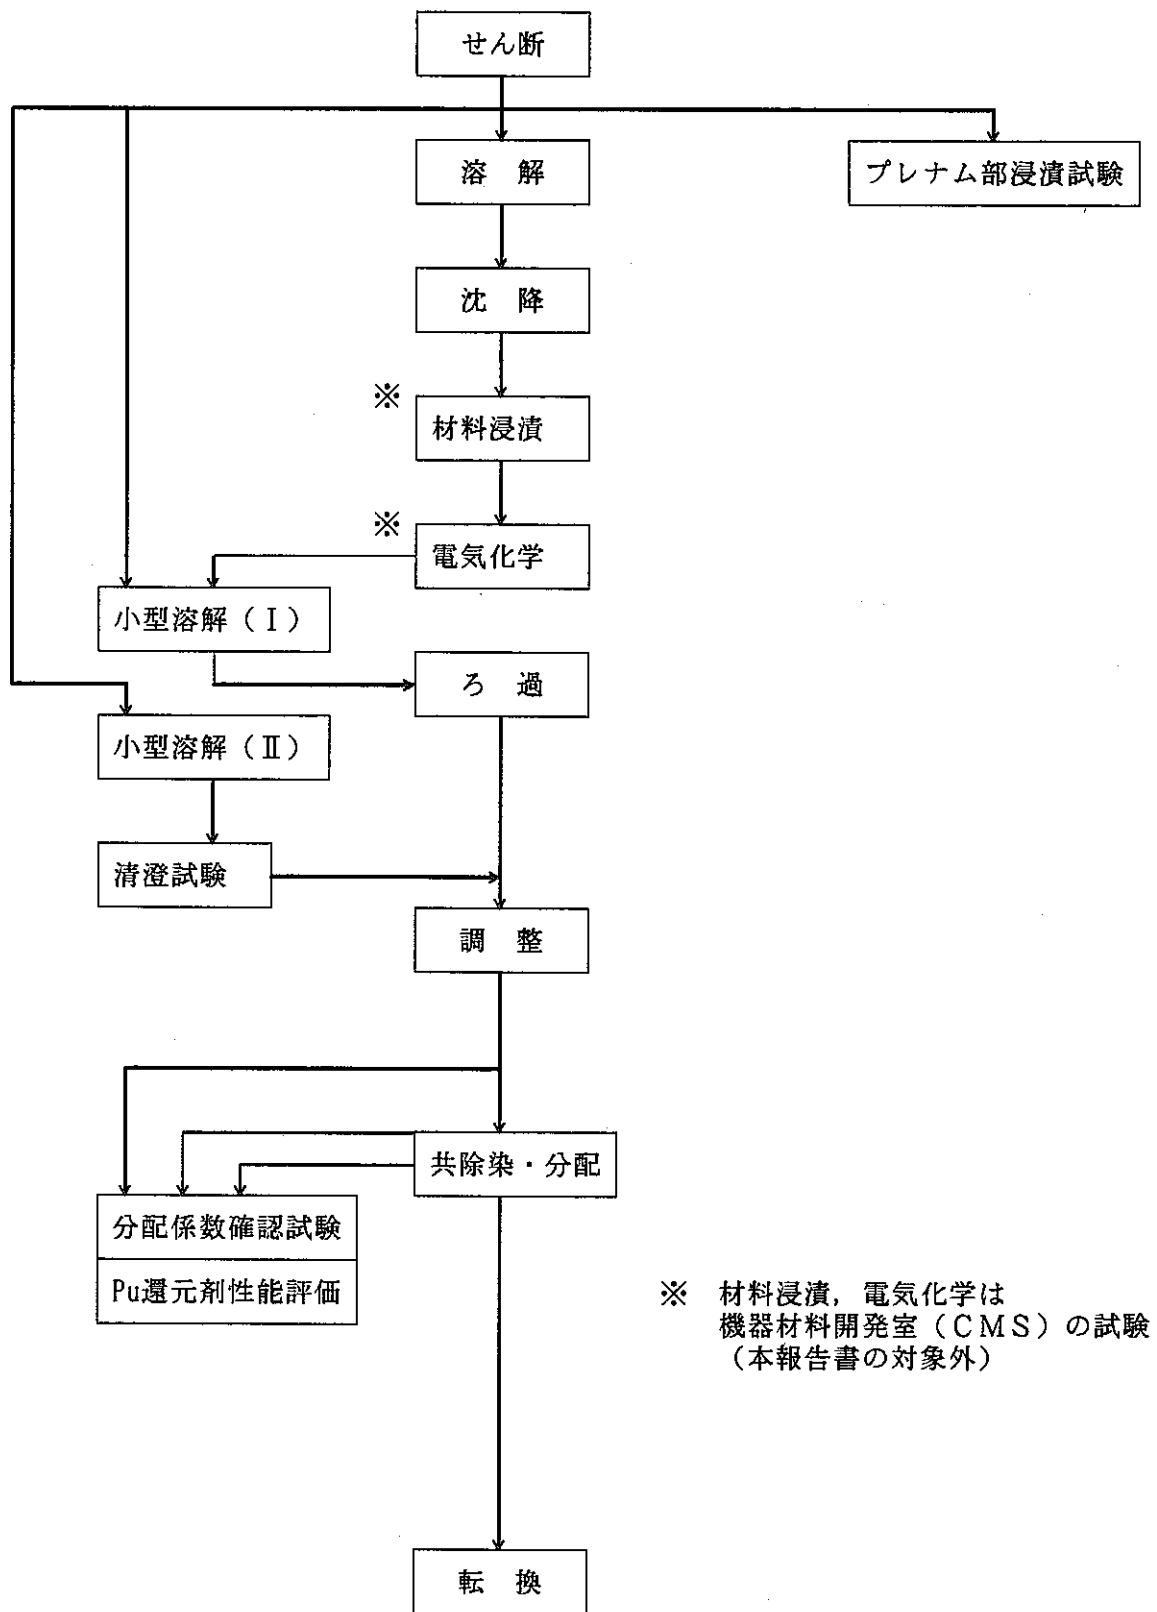 せん断
溶　解
プレナム部浸漬試験
沈　降
※
材料浸漬
※
電気化学
小型溶解（Ⅰ）
ろ　過
小型溶解（Ⅱ）
清澄試験
調　整
共除染・分配
分配係数確認試験
Pu還元剤性能評価
※　材料浸漬，電気化学は
機器材料開発室（ＣＭＳ）の試験
（本報告書の対象外）
転　換